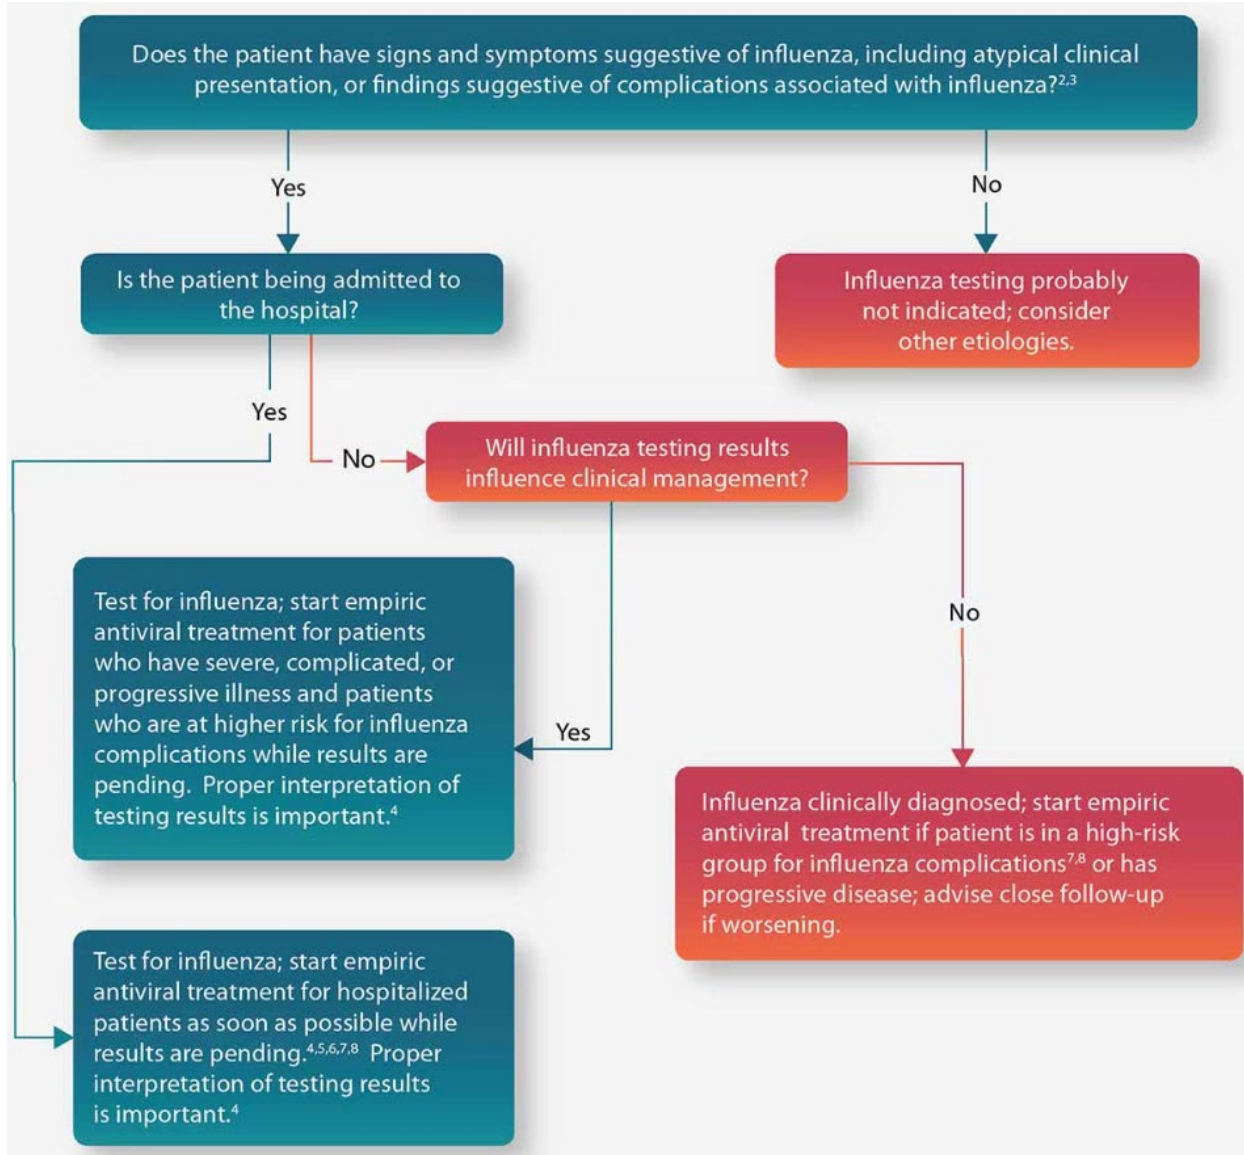 Does the patient have signs and symptoms suggestive of influenza, including atypical clinical
presentation, or findings suggestive of complications associated with influenza?2,3
Yes
No
Is the patient being admitted to
the hospital?
Influenza testing probably
not indicated; consider
other etiologies.
Yes
No
Will influenza testing results
influence clinical management?
Test for influenza; start empiric
antiviral treatment for patients
who have severe, complicated, or
progressive illness and patients
who are at higher risk for influenza
complications while results are
pending. Proper interpretation of
testing results is important.4
Yes
No
Influenza clinically diagnosed; start empiric
antiviral treatment if patient is in a high-risk
group for influenza complications7,8 or has
progressive disease; advise close follow-up
if worsening.
Test for influenza; start empiric
antiviral treatment for hospitalized
patients as soon as possible while
results are pending.4,5,6,7,8 Proper
interpretation of testing results
is important.4